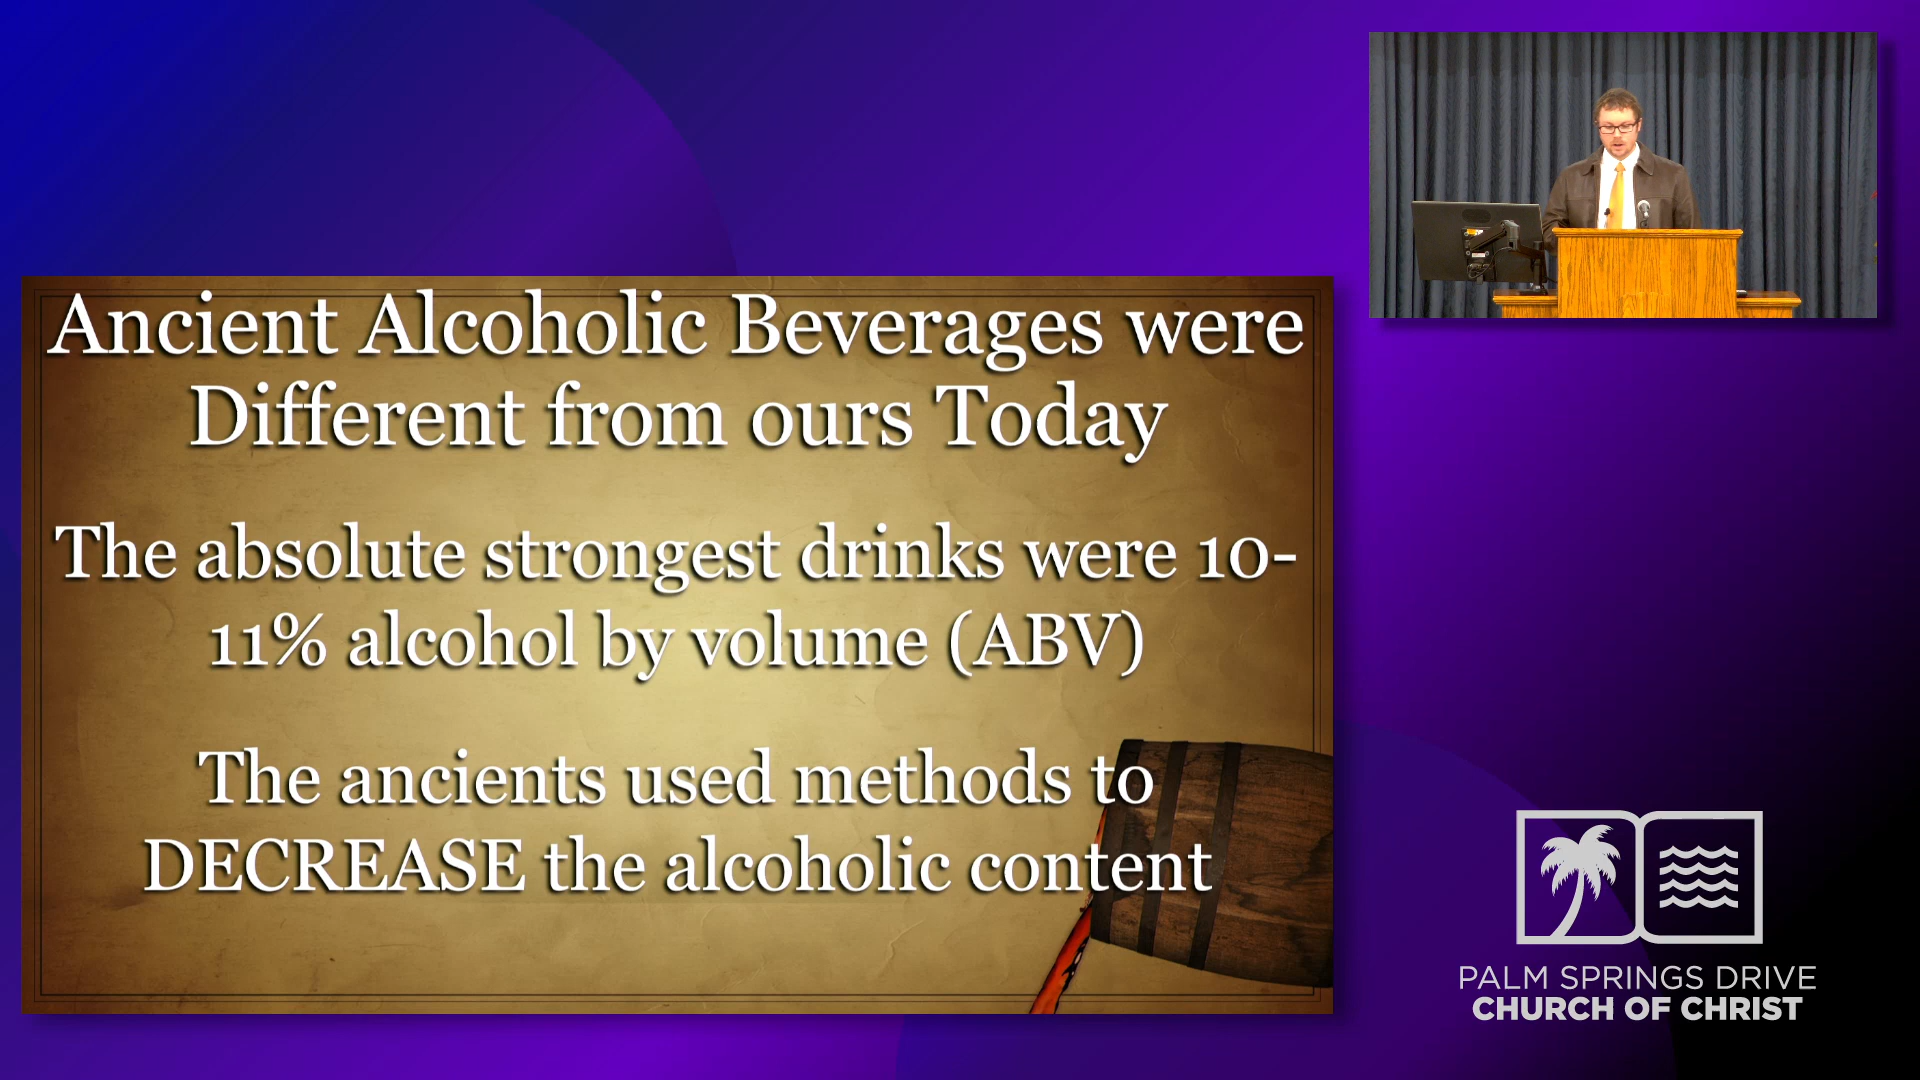 Ancient Alcoholic Beverages were
Different from ours Today
The absolute strongest drinks were 10-
11% alcohol by volume (ABV)
The ancients used methods to
DECREASE the alcoholic content
PALM SPRINGS DRIVE
CHURCH OF CHRIST